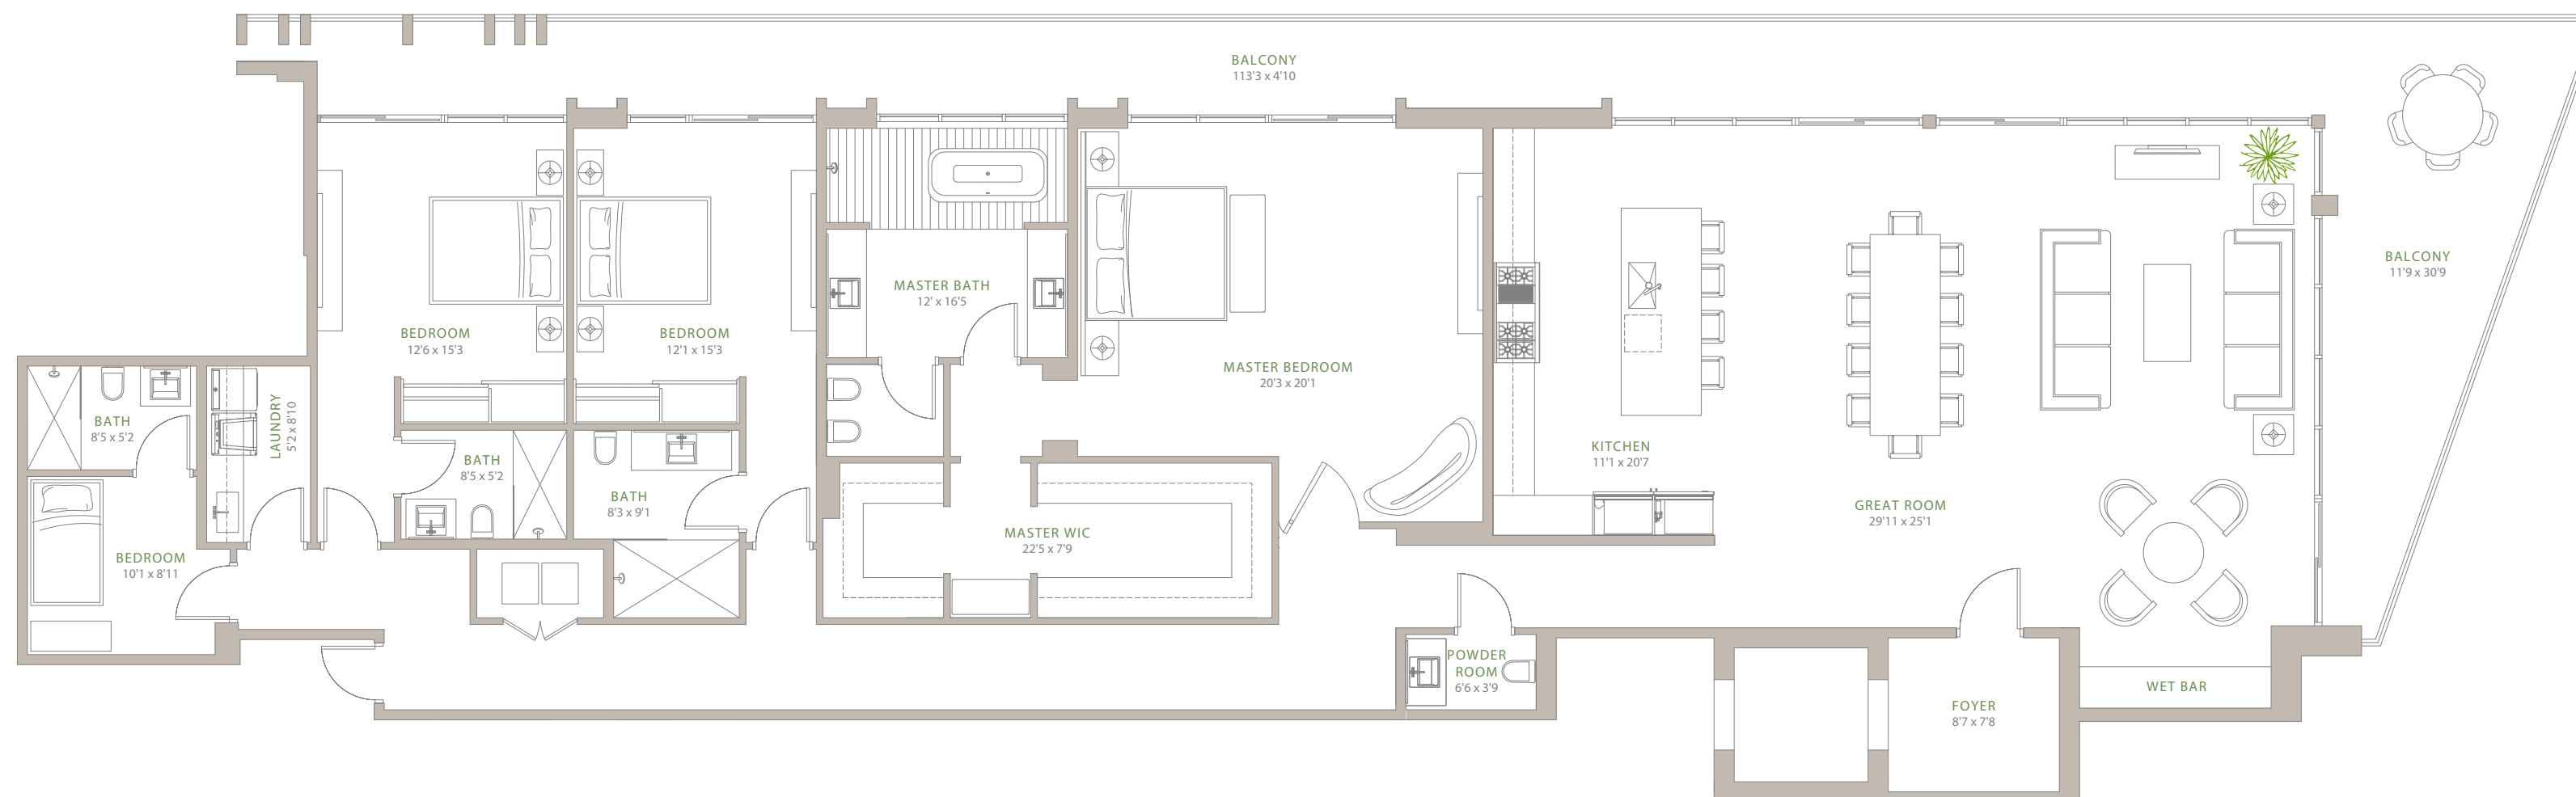 BALCONY
113'3 x 4'10
BALCONY
11'9 x 30'9
MASTER BATH
12' x 16'5
BEDROOM
12'6 x 15'3
BEDROOM
12'1 x 15'3
MASTER BEDROOM
20'3 x 20'1
BATH
8'5 x 5'2
LAUNDRY
5'2 x 8'10
KITCHEN
11'1 x 20'7
BATH
8'5 x 5'2
BATH
8'3 x 9'1
GREAT ROOM
29'11 x 25'1
MASTER WIC
22'5 x 7'9
BEDROOM
10'1 x 8'11
POWDER
ROOM
6'6 x 3'9
WET BAR
FOYER
8'7 x 7'8